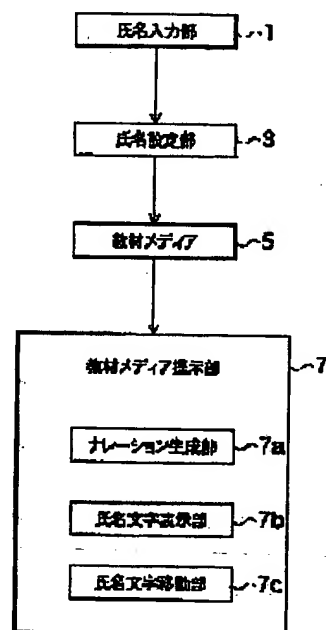 氏名入力部 1
氏名設定部 3
教材メディア 5
教材メディア提示部 7
ナレーション生成部 7a
氏名文字表示部 7b
氏名文字移動部 7c